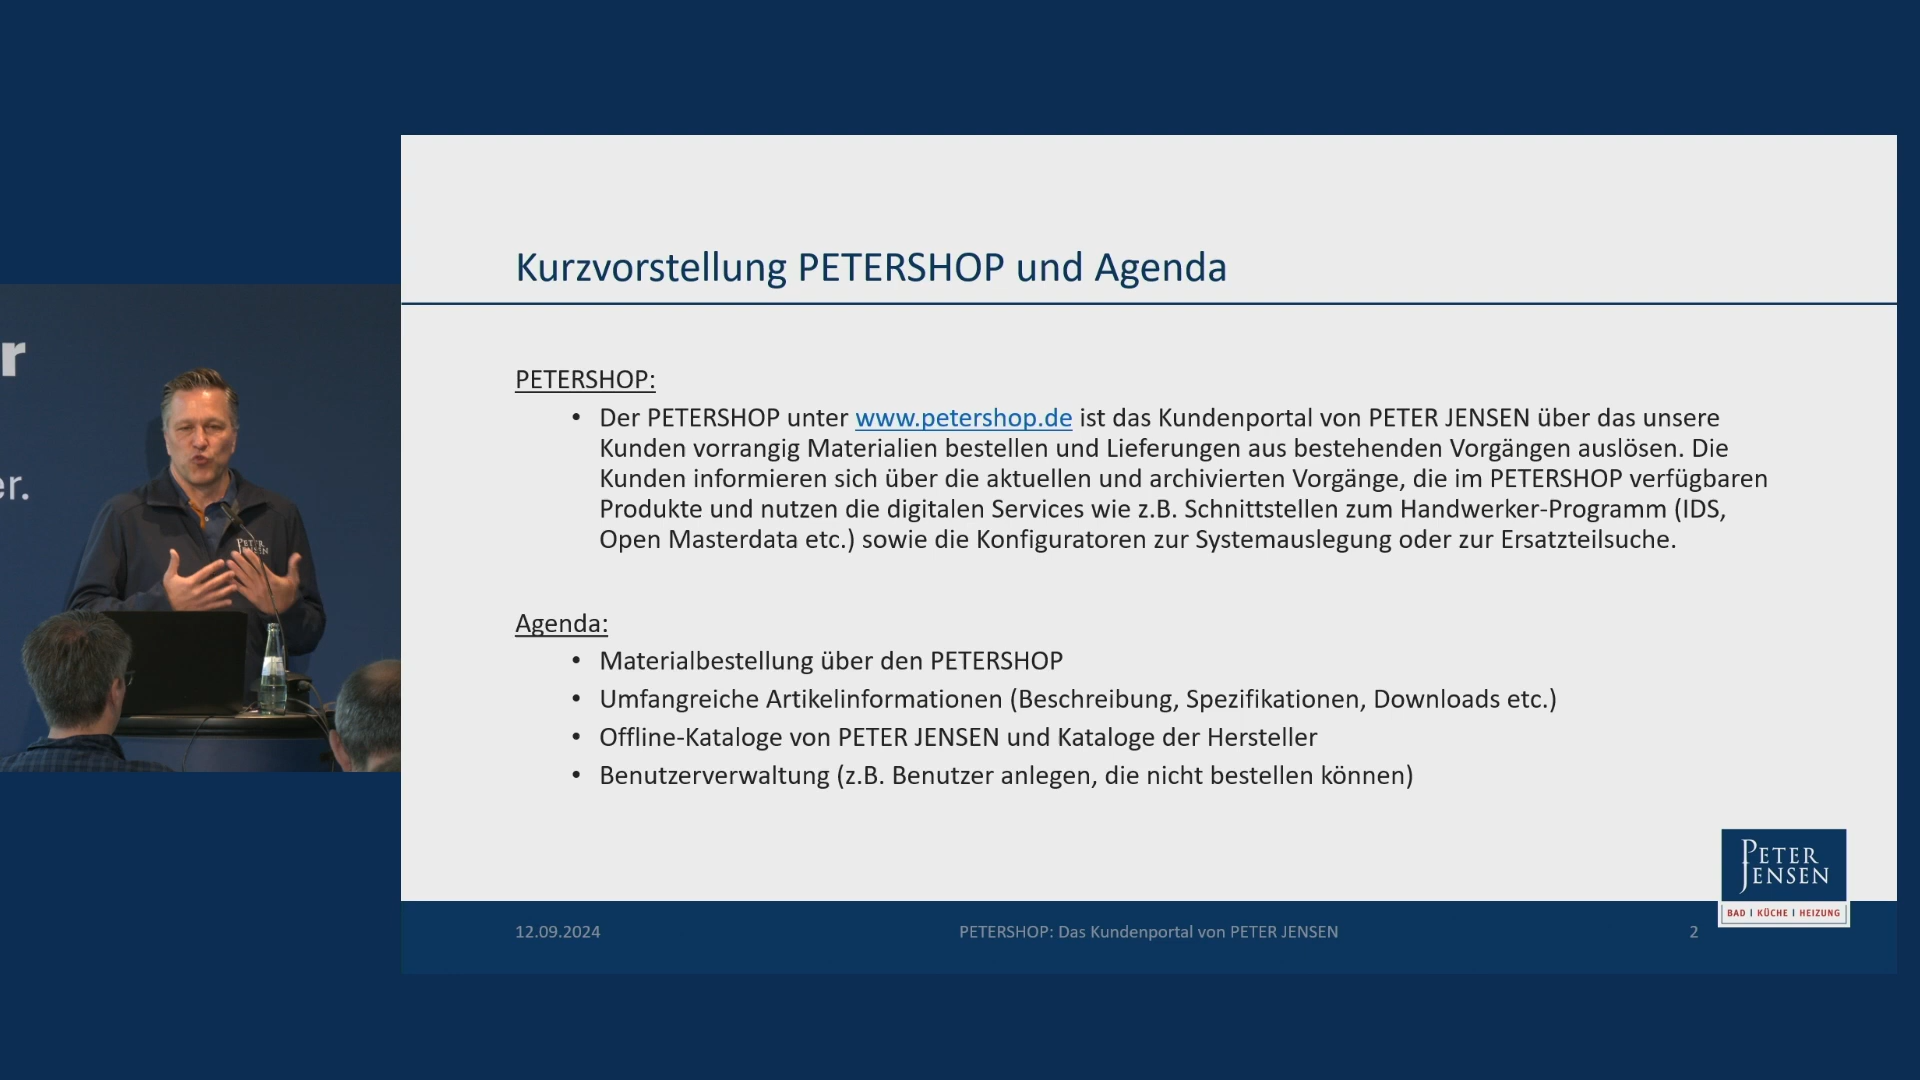 Kurzvorstellung PETERSHOP und Agenda
PETERSHOP:
• Der PETERSHOP unter www.petershop.de ist das Kundenportal von PETER JENSEN über das unsere
Kunden vorrangig Materialien bestellen und Lieferungen aus bestehenden Vorgängen auslösen. Die
Kunden informieren sich über die aktuellen und archivierten Vorgänge, die im PETERSHOP verfügbaren
Produkte und nutzen die digitalen Services wie z.B. Schnittstellen zum Handwerker-Programm (IDS,
Open Masterdata etc.) sowie die Konfiguratoren zur Systemauslegung oder zur Ersatzteilsuche.
Agenda:
• Materialbestellung über den PETERSHOP
• Umfangreiche Artikelinformationen (Beschreibung, Spezifikationen, Downloads etc.)
• Offline-Kataloge von PETER JENSEN und Kataloge der Hersteller
• Benutzerverwaltung (z.B. Benutzer anlegen, die nicht bestellen können)
PETER
JENSEN
BAD | KÜCHE | HEIZUNG
12.09.2024
PETERSHOP: Das Kundenportal von PETER JENSEN
2
r
er.
PETER
JENSEN